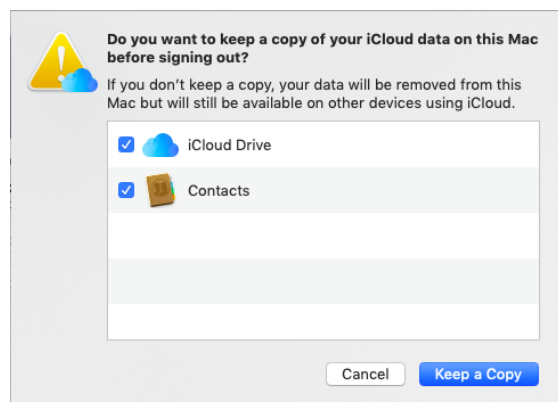 Do you want to keep a copy of your iCloud data on this Mac
before signing out?
If you don't keep a copy, your data will be removed from this
Mac but will still be available on other devices using iCloud.
iCloud Drive
Contacts
Cancel
Keep a Copy